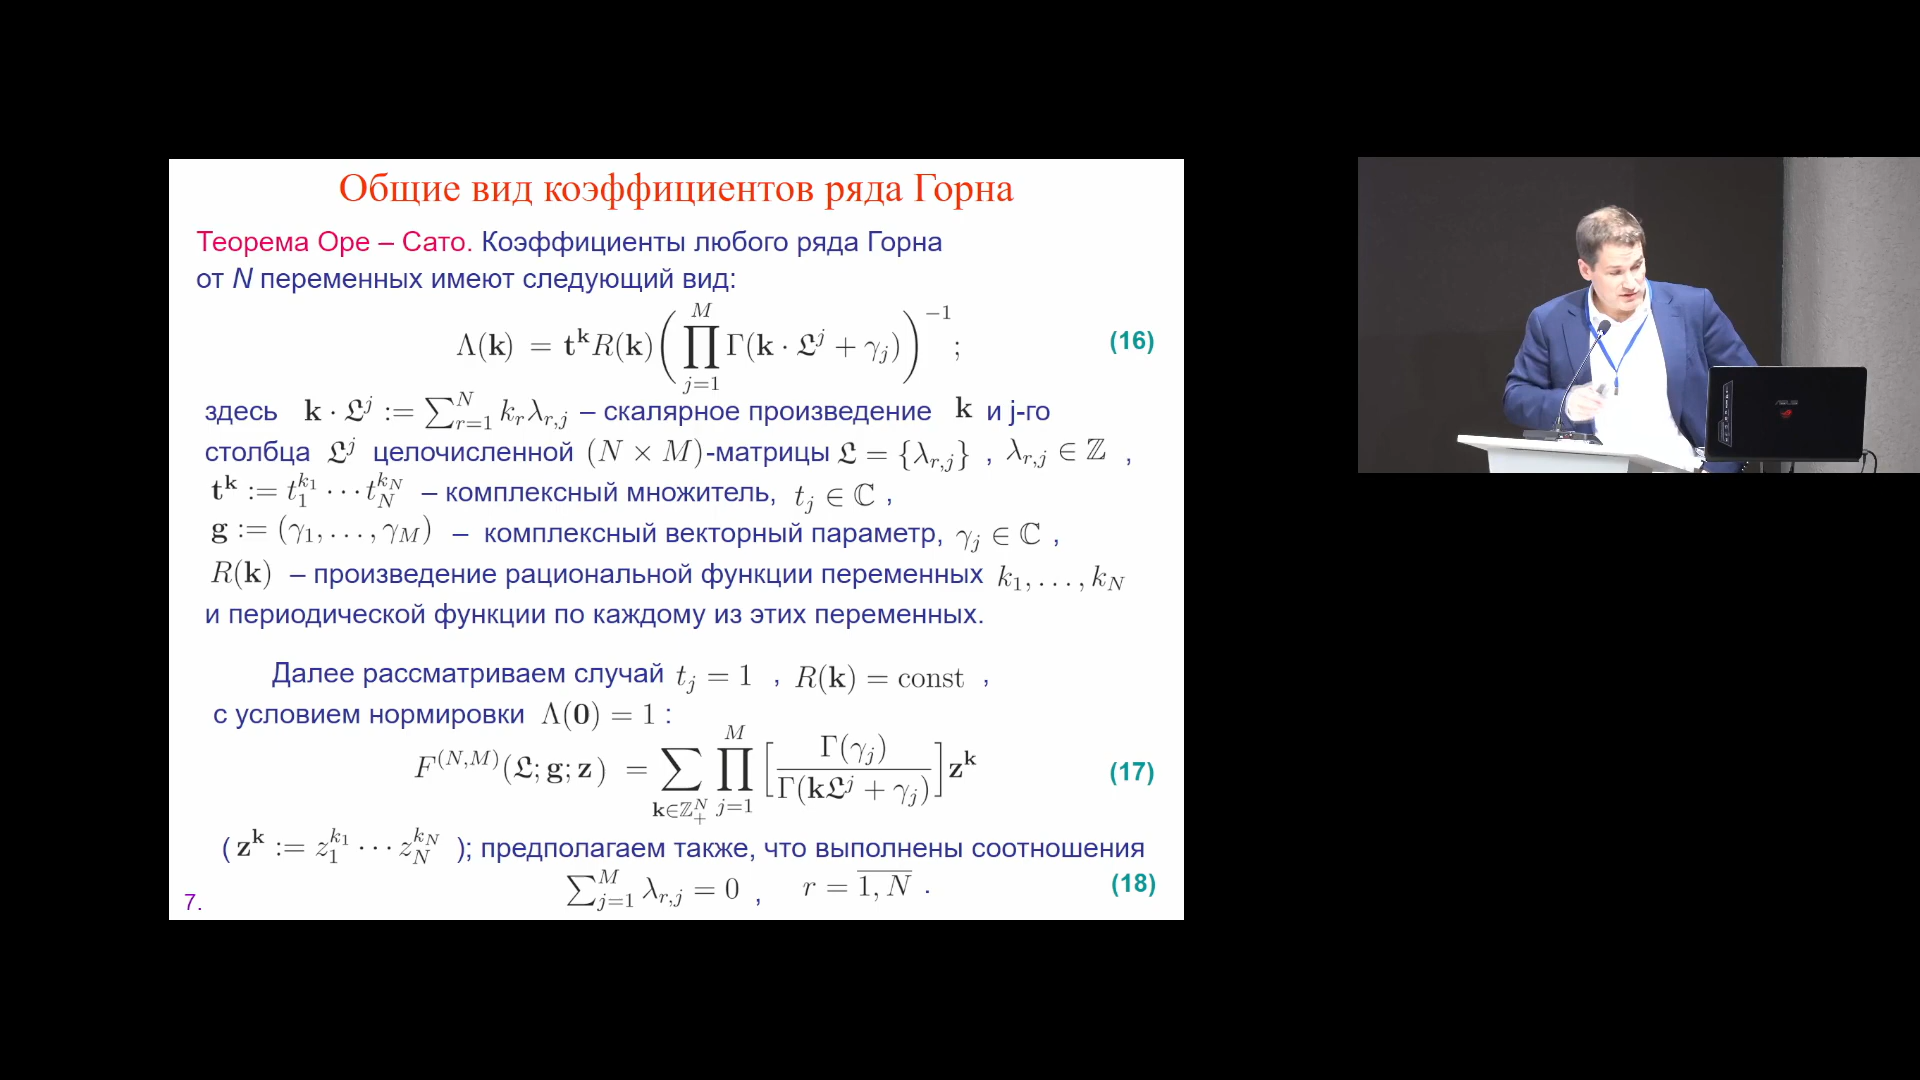 Общие вид коэффициентов ряда Горна
Теорема Оре – Сато. Коэффициенты любого ряда Горна
от N переменных имеют следующий вид:
Λ(𝐤) = 𝐭^𝐤 R(𝐤) ( ∏_{j=1}^{M} Γ(𝐤 · 𝕷^j + γ_j) )^{−1} ; (16)
здесь 𝐤 · 𝕷^j := ∑_{r=1}^{N} k_r λ_{r,j} – скалярное произведение 𝐤 и j-го
столбца 𝕷^j целочисленной (N × M)-матрицы 𝕷 = {λ_{r,j}} , λ_{r,j} ∈ ℤ ,
𝐭^𝐤 := t_1^{k_1} ··· t_N^{k_N} – комплексный множитель, t_j ∈ ℂ ,
𝐠 := (γ_1, . . . , γ_M) – комплексный векторный параметр, γ_j ∈ ℂ ,
R(𝐤) – произведение рациональной функции переменных k_1, . . . , k_N
и периодической функции по каждому из этих переменных.
Далее рассматриваем случай t_j = 1 , R(𝐤) = const ,
с условием нормировки Λ(𝟎) = 1 :
F^{(N,M)}(𝕷; 𝐠; 𝐳) = ∑_{𝐤∈ℤ_+^N} ∏_{j=1}^{M} [ Γ(γ_j) / Γ(𝐤𝕷^j + γ_j) ] 𝐳^𝐤 (17)
( 𝐳^𝐤 := z_1^{k_1} ··· z_N^{k_N} ); предполагаем также, что выполнены соотношения
∑_{j=1}^{M} λ_{r,j} = 0 , r = \overline{1, N} . (18)
7.